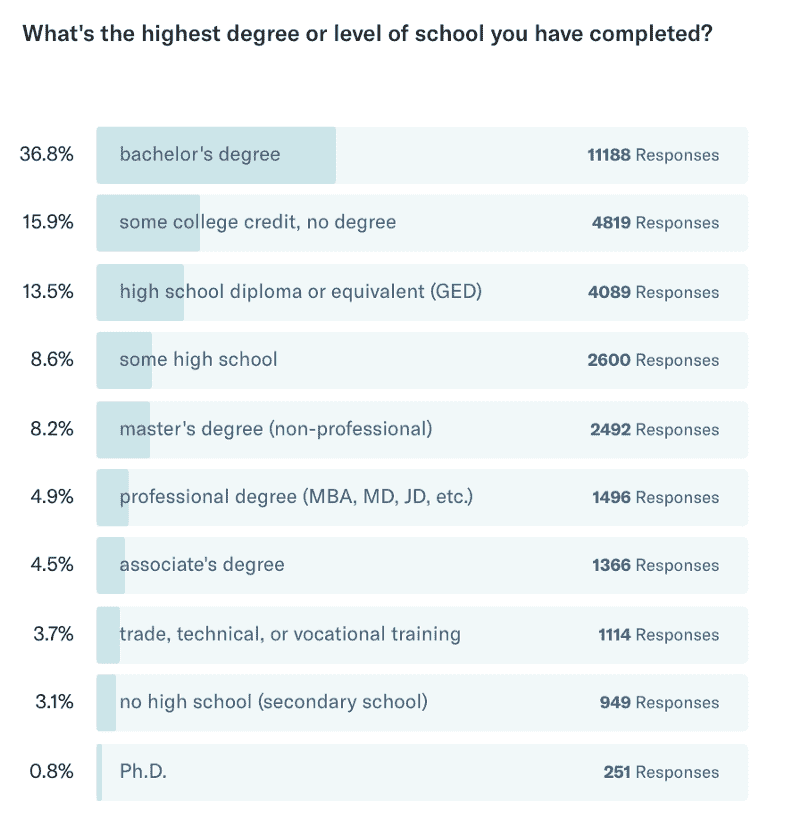 What's the highest degree or level of school you have completed?
36.8% bachelor's degree 11188 Responses
15.9% some college credit, no degree 4819 Responses
13.5% high school diploma or equivalent (GED) 4089 Responses
8.6% some high school 2600 Responses
8.2% master's degree (non-professional) 2492 Responses
4.9% professional degree (MBA, MD, JD, etc.) 1496 Responses
4.5% associate's degree 1366 Responses
3.7% trade, technical, or vocational training 1114 Responses
3.1% no high school (secondary school) 949 Responses
0.8% Ph.D. 251 Responses